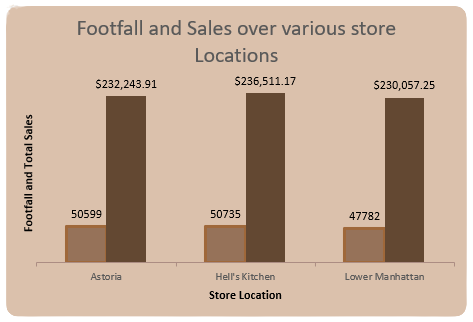 Footfall and Sales over various store
Locations
$232,243.91
$236,511.17
$230,057.25
50599
50735
47782
Footfall and Total Sales
Astoria
Hell's Kitchen
Lower Manhattan
Store Location